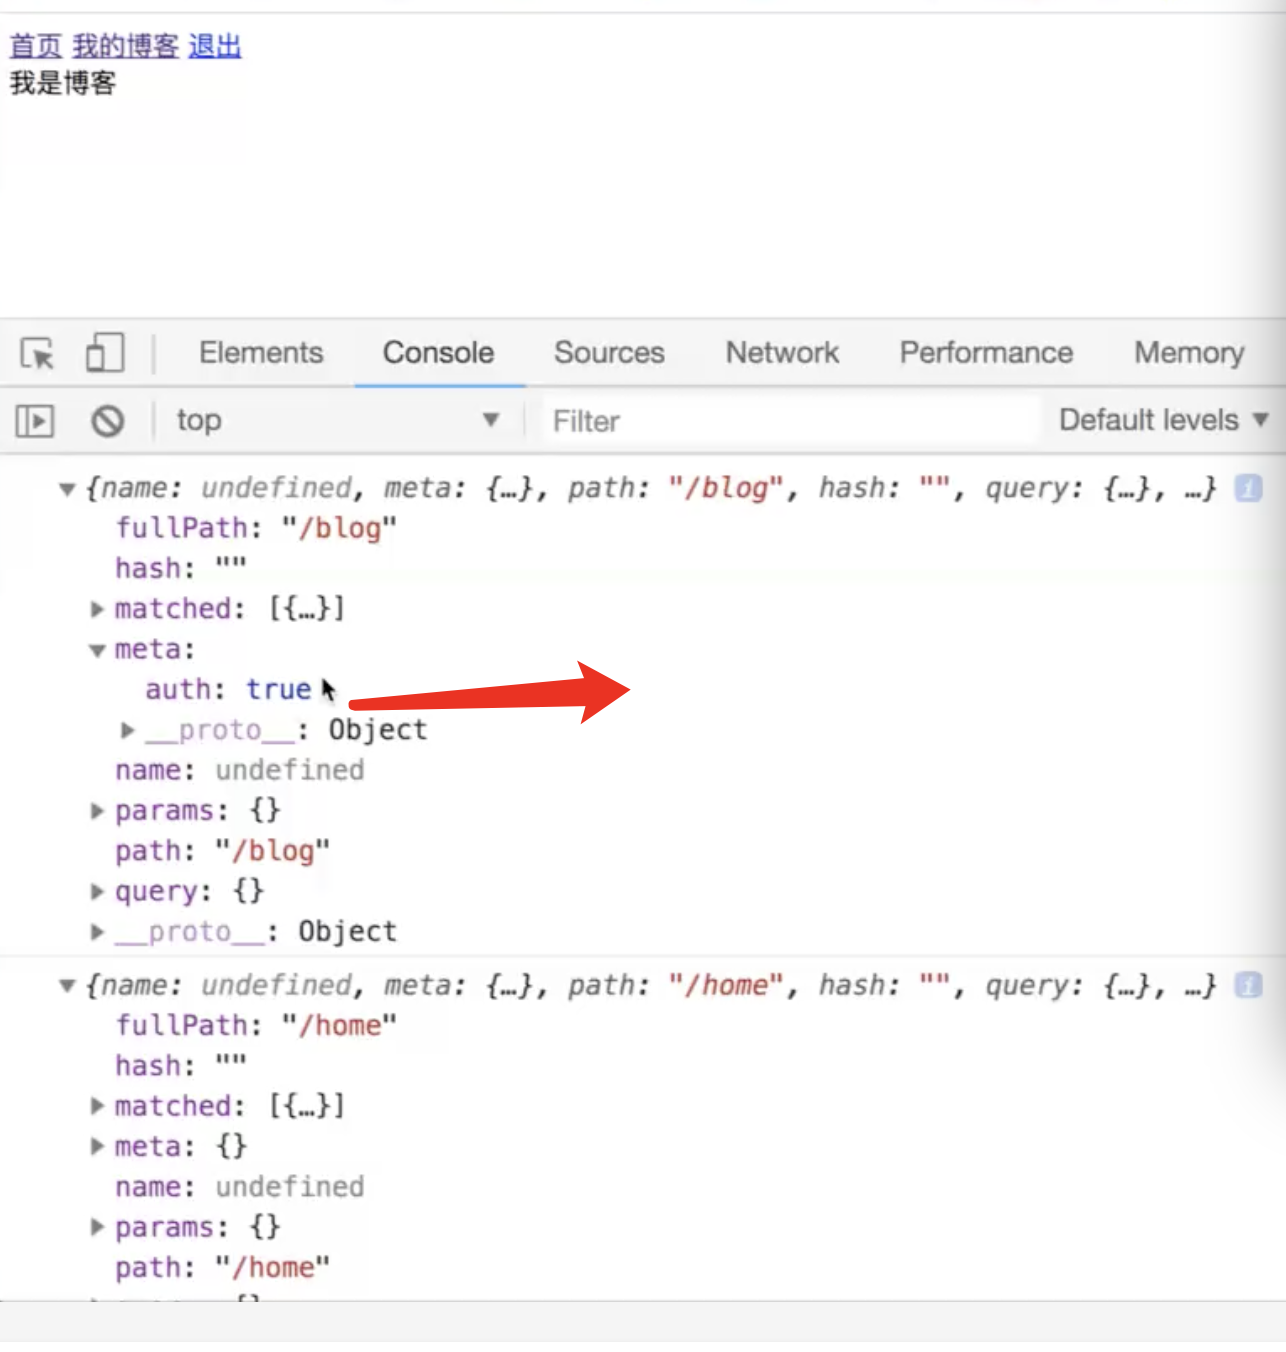 首页 我的博客 退出
我是博客
Elements Console Sources Network Performance Memory
top Filter Default levels
{name: undefined, meta: {…}, path: "/blog", hash: "", query: {…}, …}
fullPath: "/blog"
hash: ""
matched: [{…}]
meta:
auth: true
__proto__: Object
name: undefined
params: {}
path: "/blog"
query: {}
__proto__: Object
{name: undefined, meta: {…}, path: "/home", hash: "", query: {…}, …}
fullPath: "/home"
hash: ""
matched: [{…}]
meta: {}
name: undefined
params: {}
path: "/home"